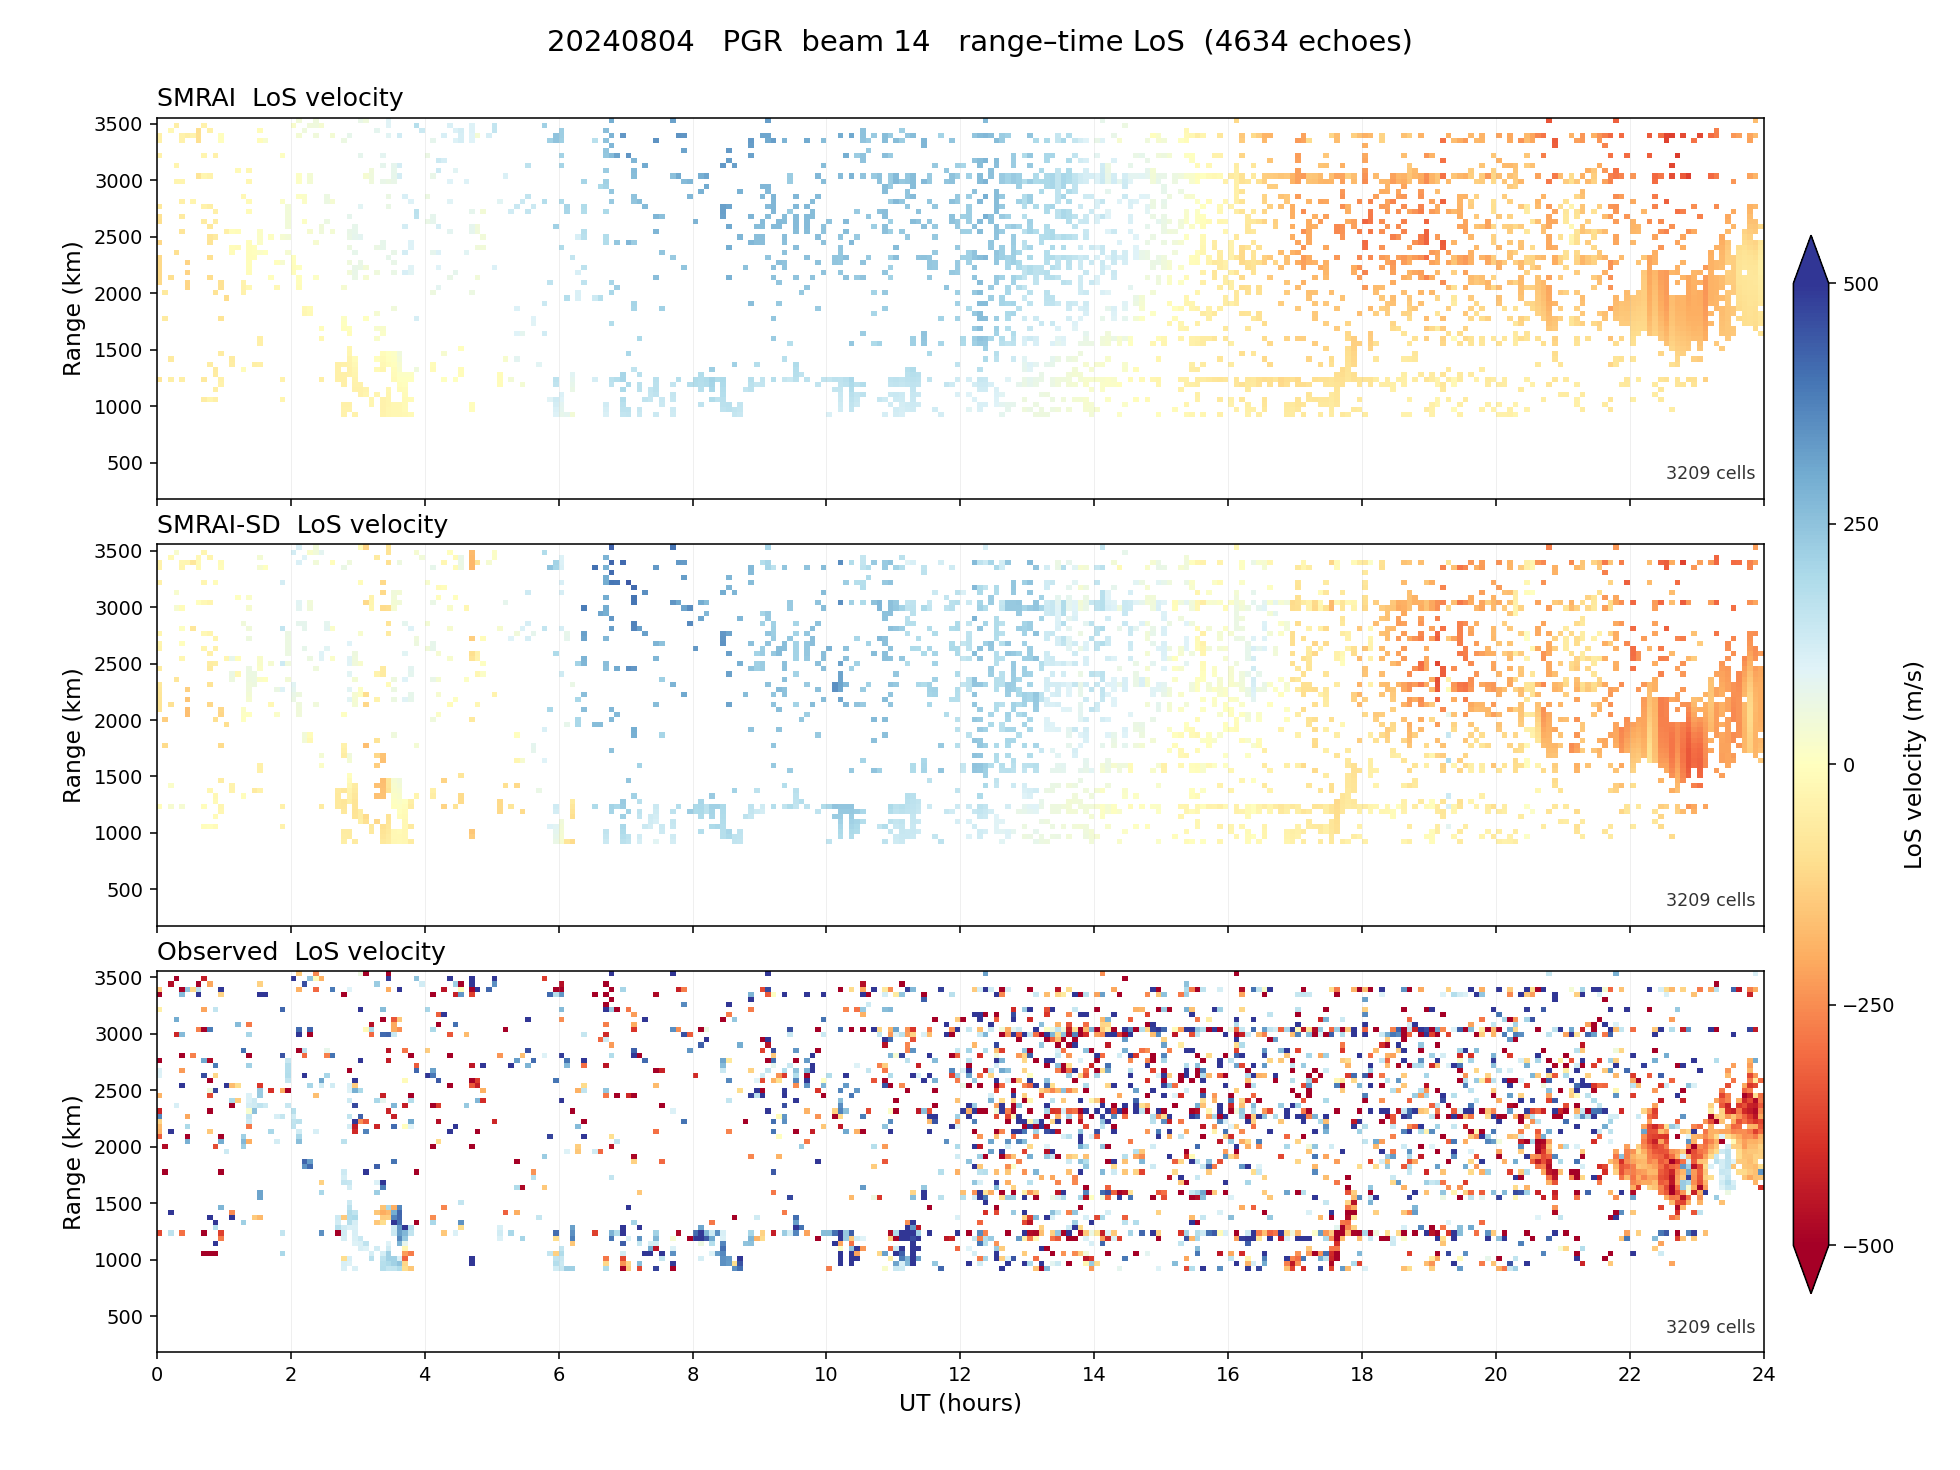 20240804   PGR  beam 14   range–time LoS  (4634 echoes)
SMRAI  LoS velocity
3500
3000
2500
2000
1500
1000
500
Range (km)
3209 cells
SMRAI-SD  LoS velocity
3500
3000
2500
2000
1500
1000
500
Range (km)
3209 cells
Observed  LoS velocity
3500
3000
2500
2000
1500
1000
500
Range (km)
3209 cells
0 2 4 6 8 10 12 14 16 18 20 22 24
UT (hours)
500
250
0
−250
−500
LoS velocity (m/s)